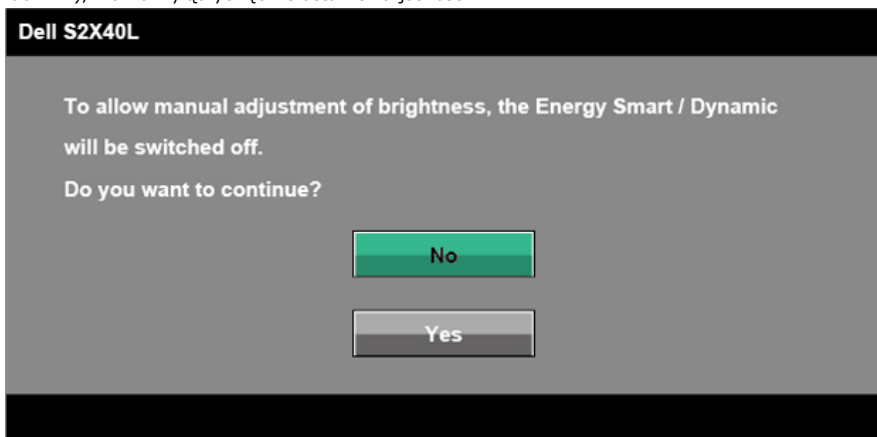 Dell S2X40L
To allow manual adjustment of brightness, the Energy Smart / Dynamic
will be switched off.
Do you want to continue?
No
Yes